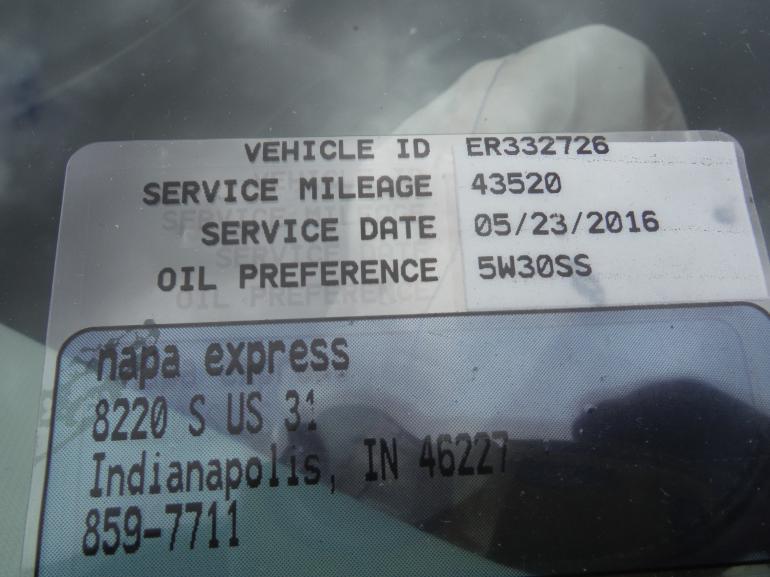 VEHICLE ID ER332726
SERVICE MILEAGE 43520
SERVICE DATE 05/23/2016
OIL PREFERENCE 5W30SS
napa express
8220 S US 31
Indianapolis, IN 46227
859-7711